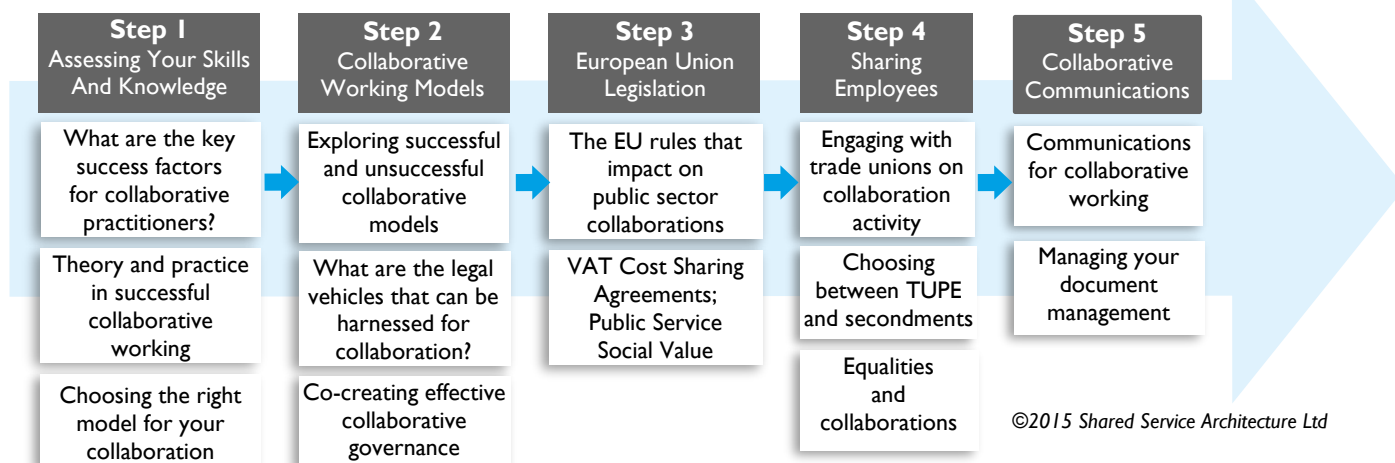 Step 1
Assessing Your Skills
And Knowledge
What are the key
success factors
for collaborative
practitioners?
Theory and practice
in successful
collaborative
working
Choosing the right
model for your
collaboration
Step 2
Collaborative
Working Models
Exploring successful
and unsuccessful
collaborative
models
What are the legal
vehicles that can be
harnessed for
collaboration?
Co-creating effective
collaborative
governance
Step 3
European Union
Legislation
The EU rules that
impact on
public sector
collaborations
VAT Cost Sharing
Agreements;
Public Service
Social Value
Step 4
Sharing
Employees
Engaging with
trade unions on
collaboration
activity
Choosing
between TUPE
and secondments
Equalities
and
collaborations
Step 5
Collaborative
Communications
Communications
for collaborative
working
Managing your
document
management
©2015 Shared Service Architecture Ltd